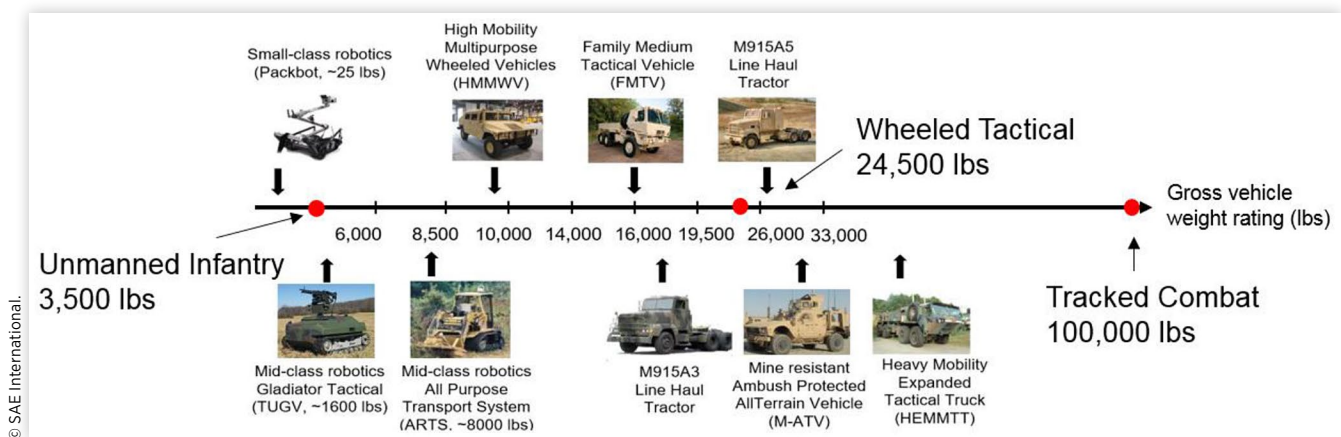 Small-class robotics
(Packbot, ~25 lbs)
High Mobility
Multipurpose
Wheeled Vehicles
(HMMWV)
Family Medium
Tactical Vehicle
(FMTV)
M915A5
Line Haul
Tractor
Wheeled Tactical
24,500 lbs
Gross vehicle
weight rating (lbs)
6,000
8,500
10,000
14,000
16,000
19,500
26,000
33,000
Unmanned Infantry
3,500 lbs
Tracked Combat
100,000 lbs
Mid-class robotics
Gladiator Tactical
(TUGV, ~1600 lbs)
Mid-class robotics
All Purpose
Transport System
(ARTS, ~8000 lbs)
M915A3
Line Haul
Tractor
Mine resistant
Ambush Protected
AllTerrain Vehicle
(M-ATV)
Heavy Mobility
Expanded
Tactical Truck
(HEMMTT)
© SAE International.